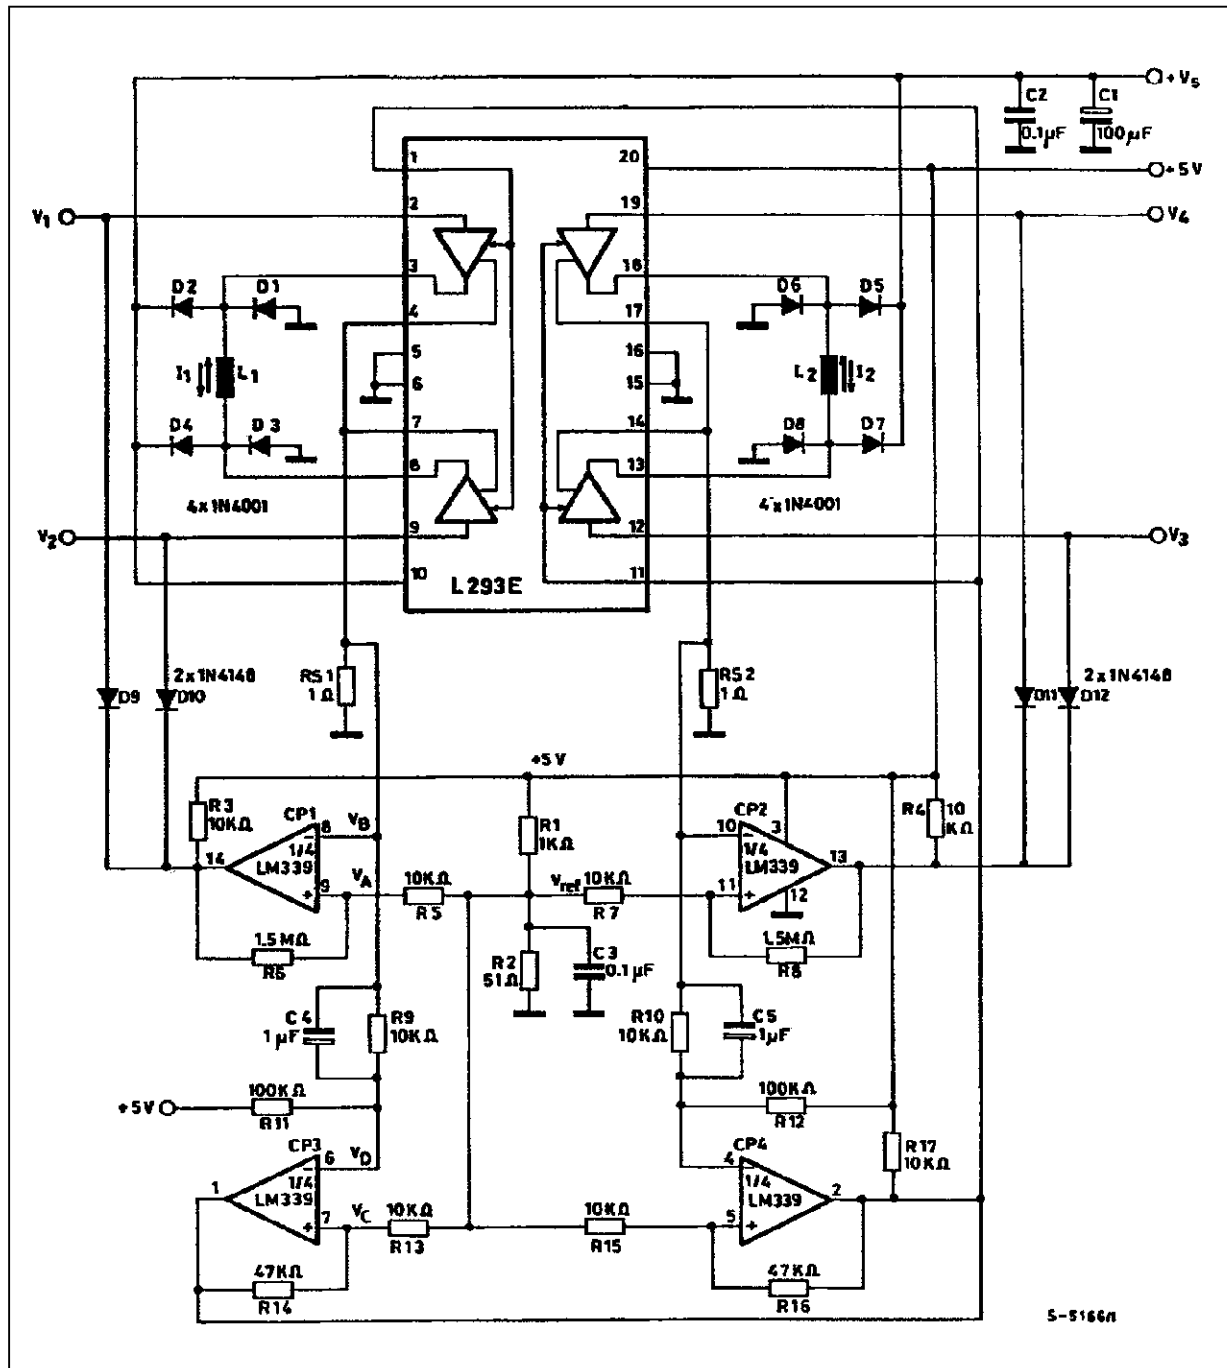 +Vs
C2
0.1µF
C1
100µF
+5V
V4
V1
1
2
3
4
5
6
7
8
9
10
20
19
18
17
16
15
14
13
12
11
L293E
D2
D1
I1
L1
D4
D3
4x1N4001
V2
D6
D5
L2
I2
D8
D7
4x1N4001
V3
RS1
1Ω
RS2
1Ω
2x1N4148
D9
D10
2x1N4148
D11
D12
+5V
R3
10KΩ
CP1
VB
8
14
1/4
LM339
9
VA
10KΩ
R5
1.5MΩ
R6
R1
1KΩ
Vref
10KΩ
R7
R2
51Ω
C3
0.1µF
CP2
10
3
1/4
LM339
13
11
12
R4
10
KΩ
1.5MΩ
R8
C4
1µF
R9
10KΩ
R10
10KΩ
C5
1µF
+5V
100KΩ
R11
100KΩ
R12
R17
10KΩ
CP3
VD
6
1
1/4
LM339
7
VC
10KΩ
R13
47KΩ
R14
10KΩ
R15
CP4
4
1/4
LM339
2
5
47KΩ
R16
S-5166/1